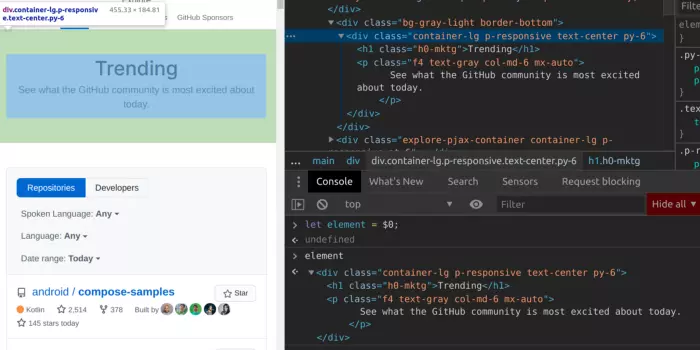 div.container-lg.p-responsiv
e.text-center.py-6
455.33 × 184.81
GitHub Sponsors
Trending
See what the GitHub community is most excited about
today.
Repositories
Developers
Spoken Language: Any
Language: Any
Date range: Today
android / compose-samples
Star
Kotlin
2,514
378
Built by
145 stars today
</div>
<div class="bg-gray-light border-bottom">
<div class="container-lg p-responsive text-center py-6">
<h1 class="h0-mktg">Trending</h1>
<p class="f4 text-gray col-md-6 mx-auto">
See what the GitHub community is most excited
about today.
</p>
</div>
</div>
<div class="explore-pjax-container container-lg p-
... main div div.container-lg.p-responsive.text-center.py-6 h1.h0-mktg
Console What's New Search Sensors Request blocking
top
Filter
Hide all
let element = $0;
undefined
element
<div class="container-lg p-responsive text-center py-6">
<h1 class="h0-mktg">Trending</h1>
<p class="f4 text-gray col-md-6 mx-auto">
See what the GitHub community is most excited about today.
</p>
</div>